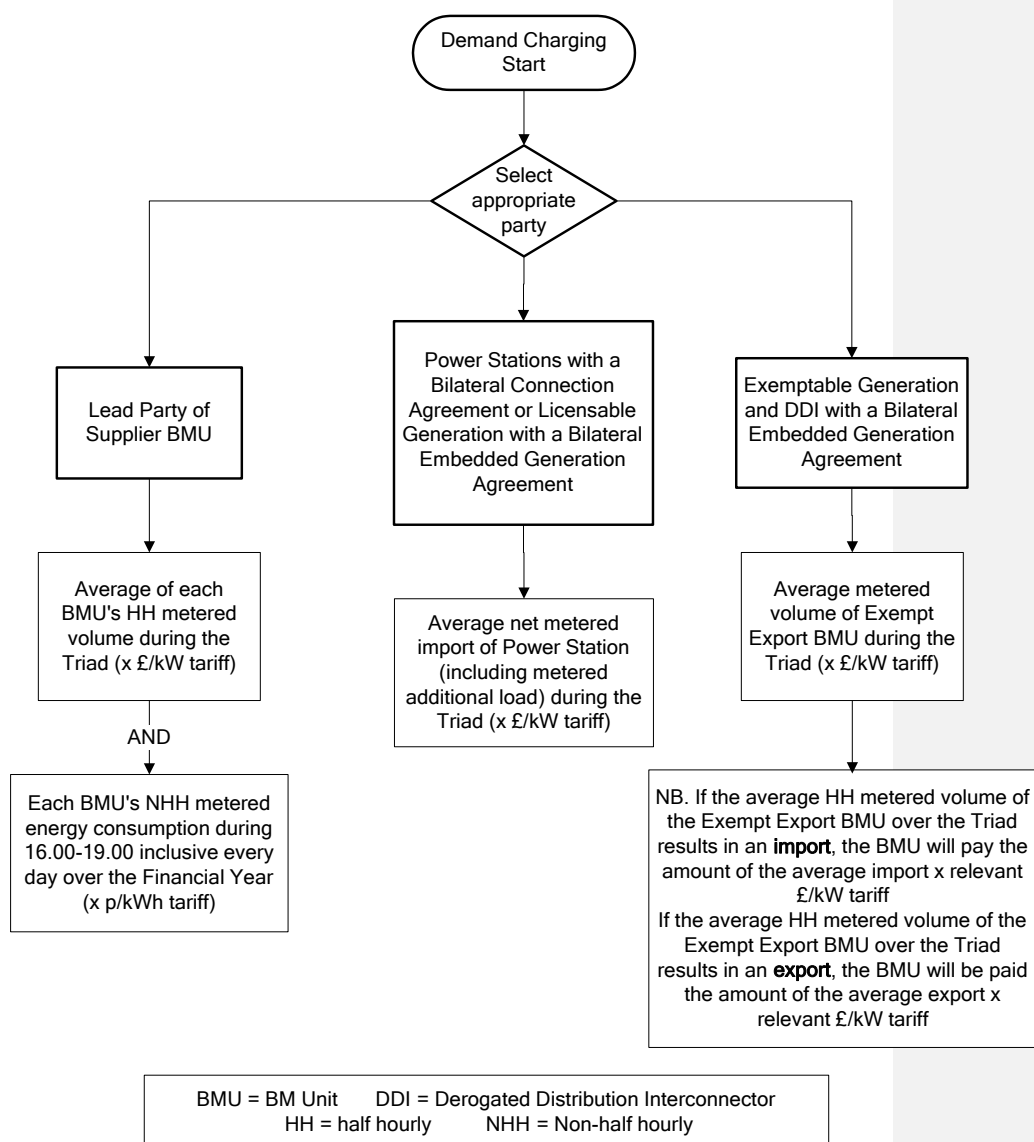 Demand Charging
Start
Select
appropriate
party
Lead Party of
Supplier BMU
Average of each
BMU's HH metered
volume during the
Triad (x £/kW tariff)
AND
Each BMU's NHH metered
energy consumption during
16.00-19.00 inclusive every
day over the Financial Year
(x p/kWh tariff)
Power Stations with a
Bilateral Connection
Agreement or Licensable
Generation with a Bilateral
Embedded Generation
Agreement
Average net metered
import of Power Station
(including metered
additional load) during the
Triad (x £/kW tariff)
Exemptable Generation
and DDI with a Bilateral
Embedded Generation
Agreement
Average metered
volume of Exempt
Export BMU during the
Triad (x £/kW tariff)
NB. If the average HH metered volume of
the Exempt Export BMU over the Triad
results in an import, the BMU will pay the
amount of the average import x relevant
£/kW tariff
If the average HH metered volume of the
Exempt Export BMU over the Triad
results in an export, the BMU will be paid
the amount of the average export x
relevant £/kW tariff
BMU = BM Unit DDI = Derogated Distribution Interconnector
HH = half hourly NHH = Non-half hourly